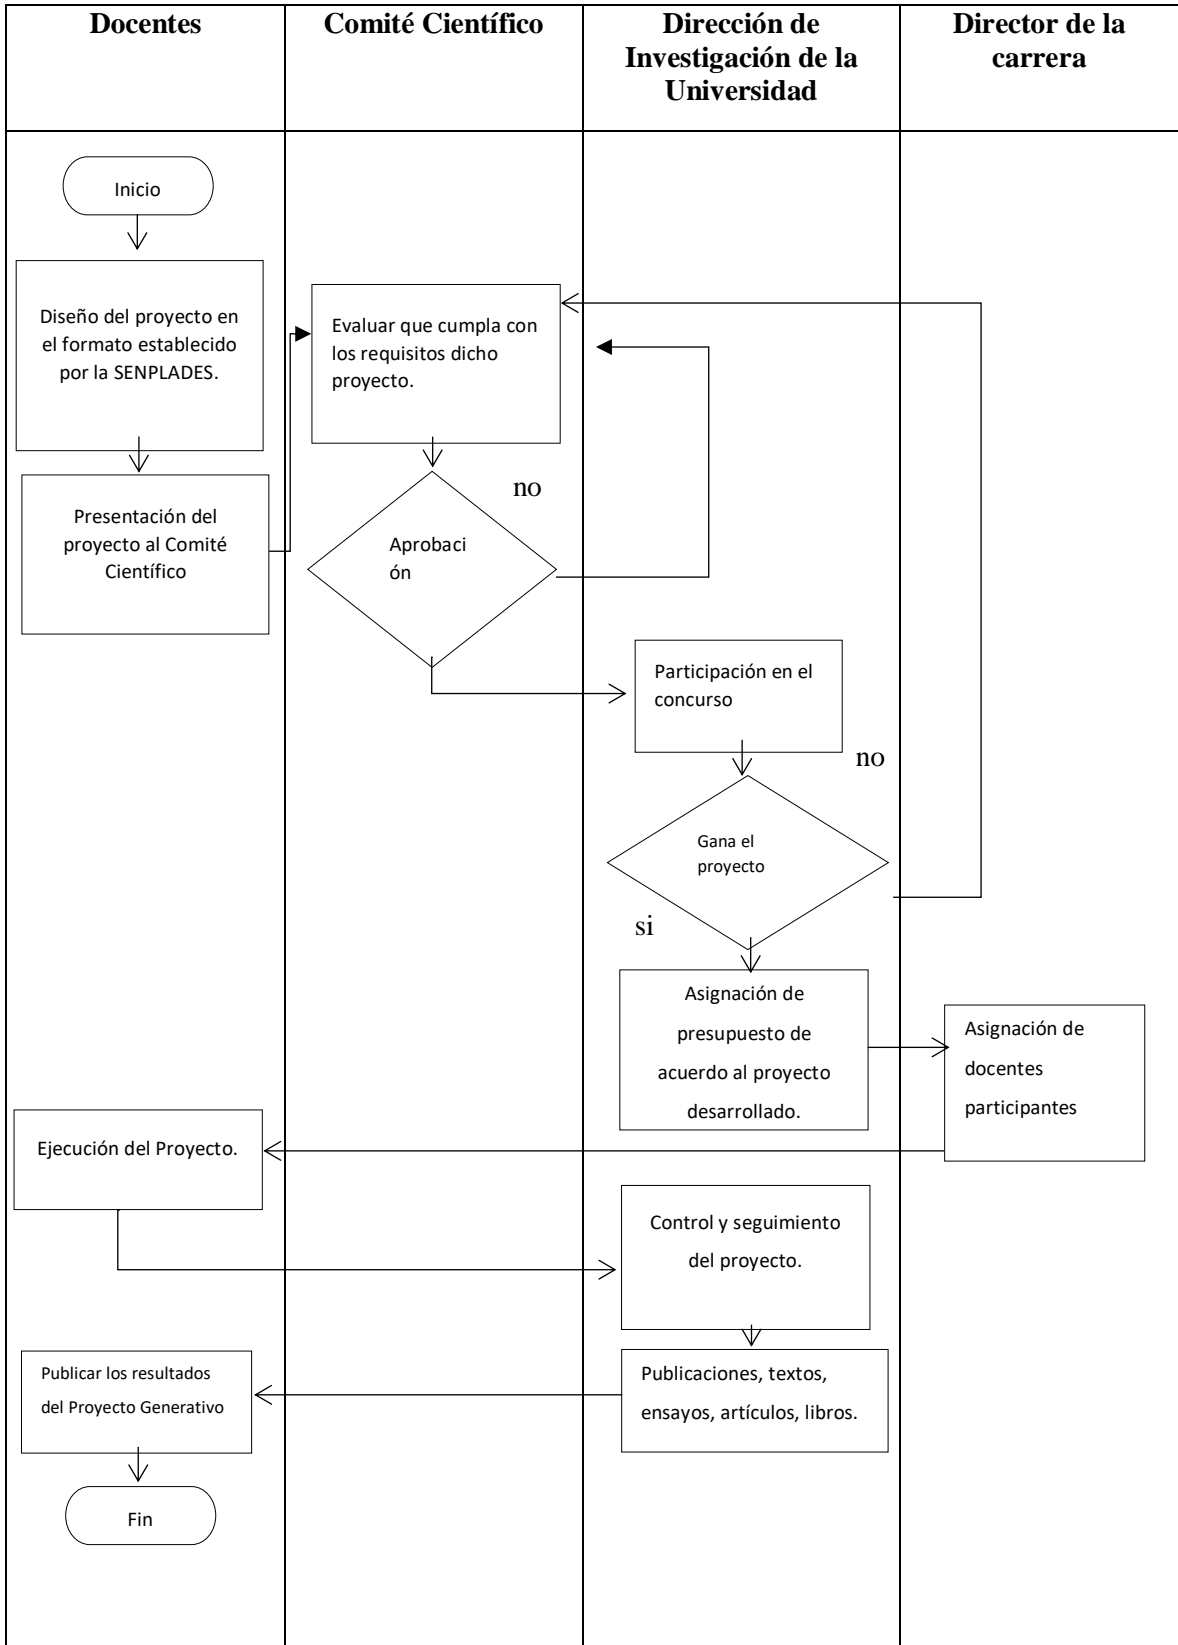 Docentes
Comité Científico
Dirección de
Investigación de la
Universidad
Director de la
carrera
Inicio
Diseño del proyecto en
el formato establecido
por la SENPLADES.
Evaluar que cumpla con
los requisitos dicho
proyecto.
Presentación del
proyecto al Comité
Científico
no
Aprobaci
ón
Participación en el
concurso
no
Gana el
proyecto
si
Asignación de
presupuesto de
acuerdo al proyecto
desarrollado.
Asignación de
docentes
participantes
Ejecución del Proyecto.
Control y seguimiento
del proyecto.
Publicar los resultados
del Proyecto Generativo
Publicaciones, textos,
ensayos, artículos, libros.
Fin